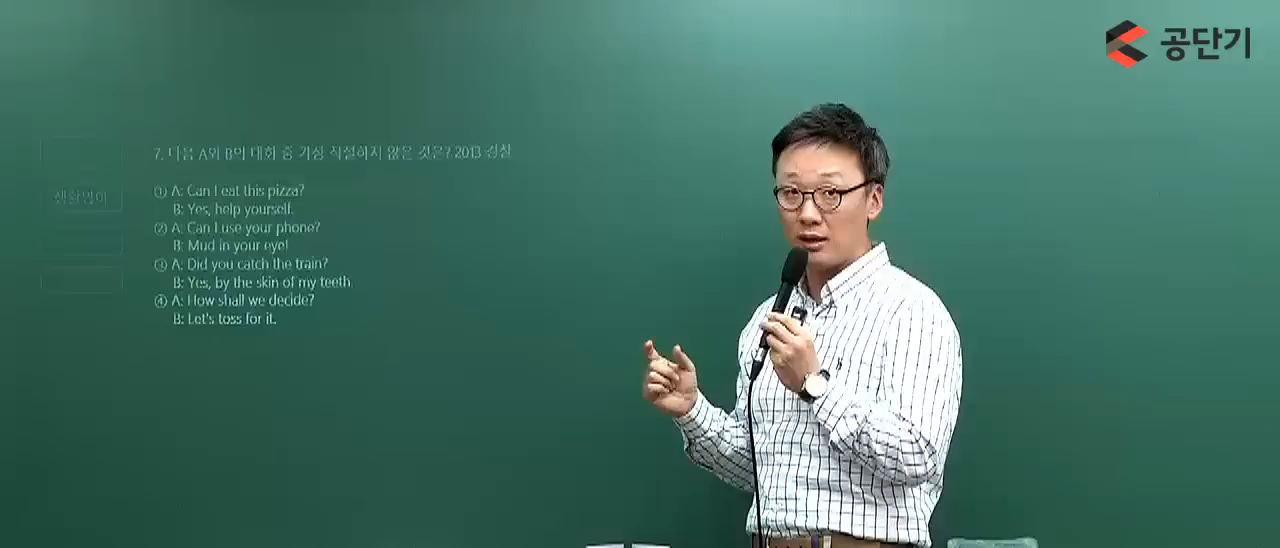 공단기
7. 다음 A와 B의 대화 중 가장 적절하지 않은 것은? 2013 경찰
생활영어
① A: Can I eat this pizza?
B: Yes, help yourself.
② A: Can I use your phone?
B: Mud in your eye!
③ A: Did you catch the train?
B: Yes, by the skin of my teeth.
④ A: How shall we decide?
B: Let's toss for it.